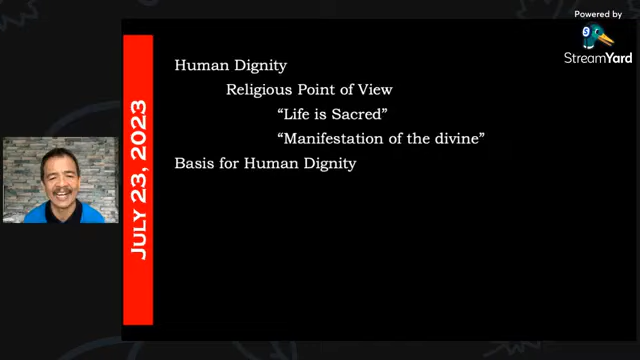 Powered by
StreamYard
Human Dignity
Religious Point of View
“Life is Sacred”
“Manifestation of the divine”
Basis for Human Dignity
July 23, 2023